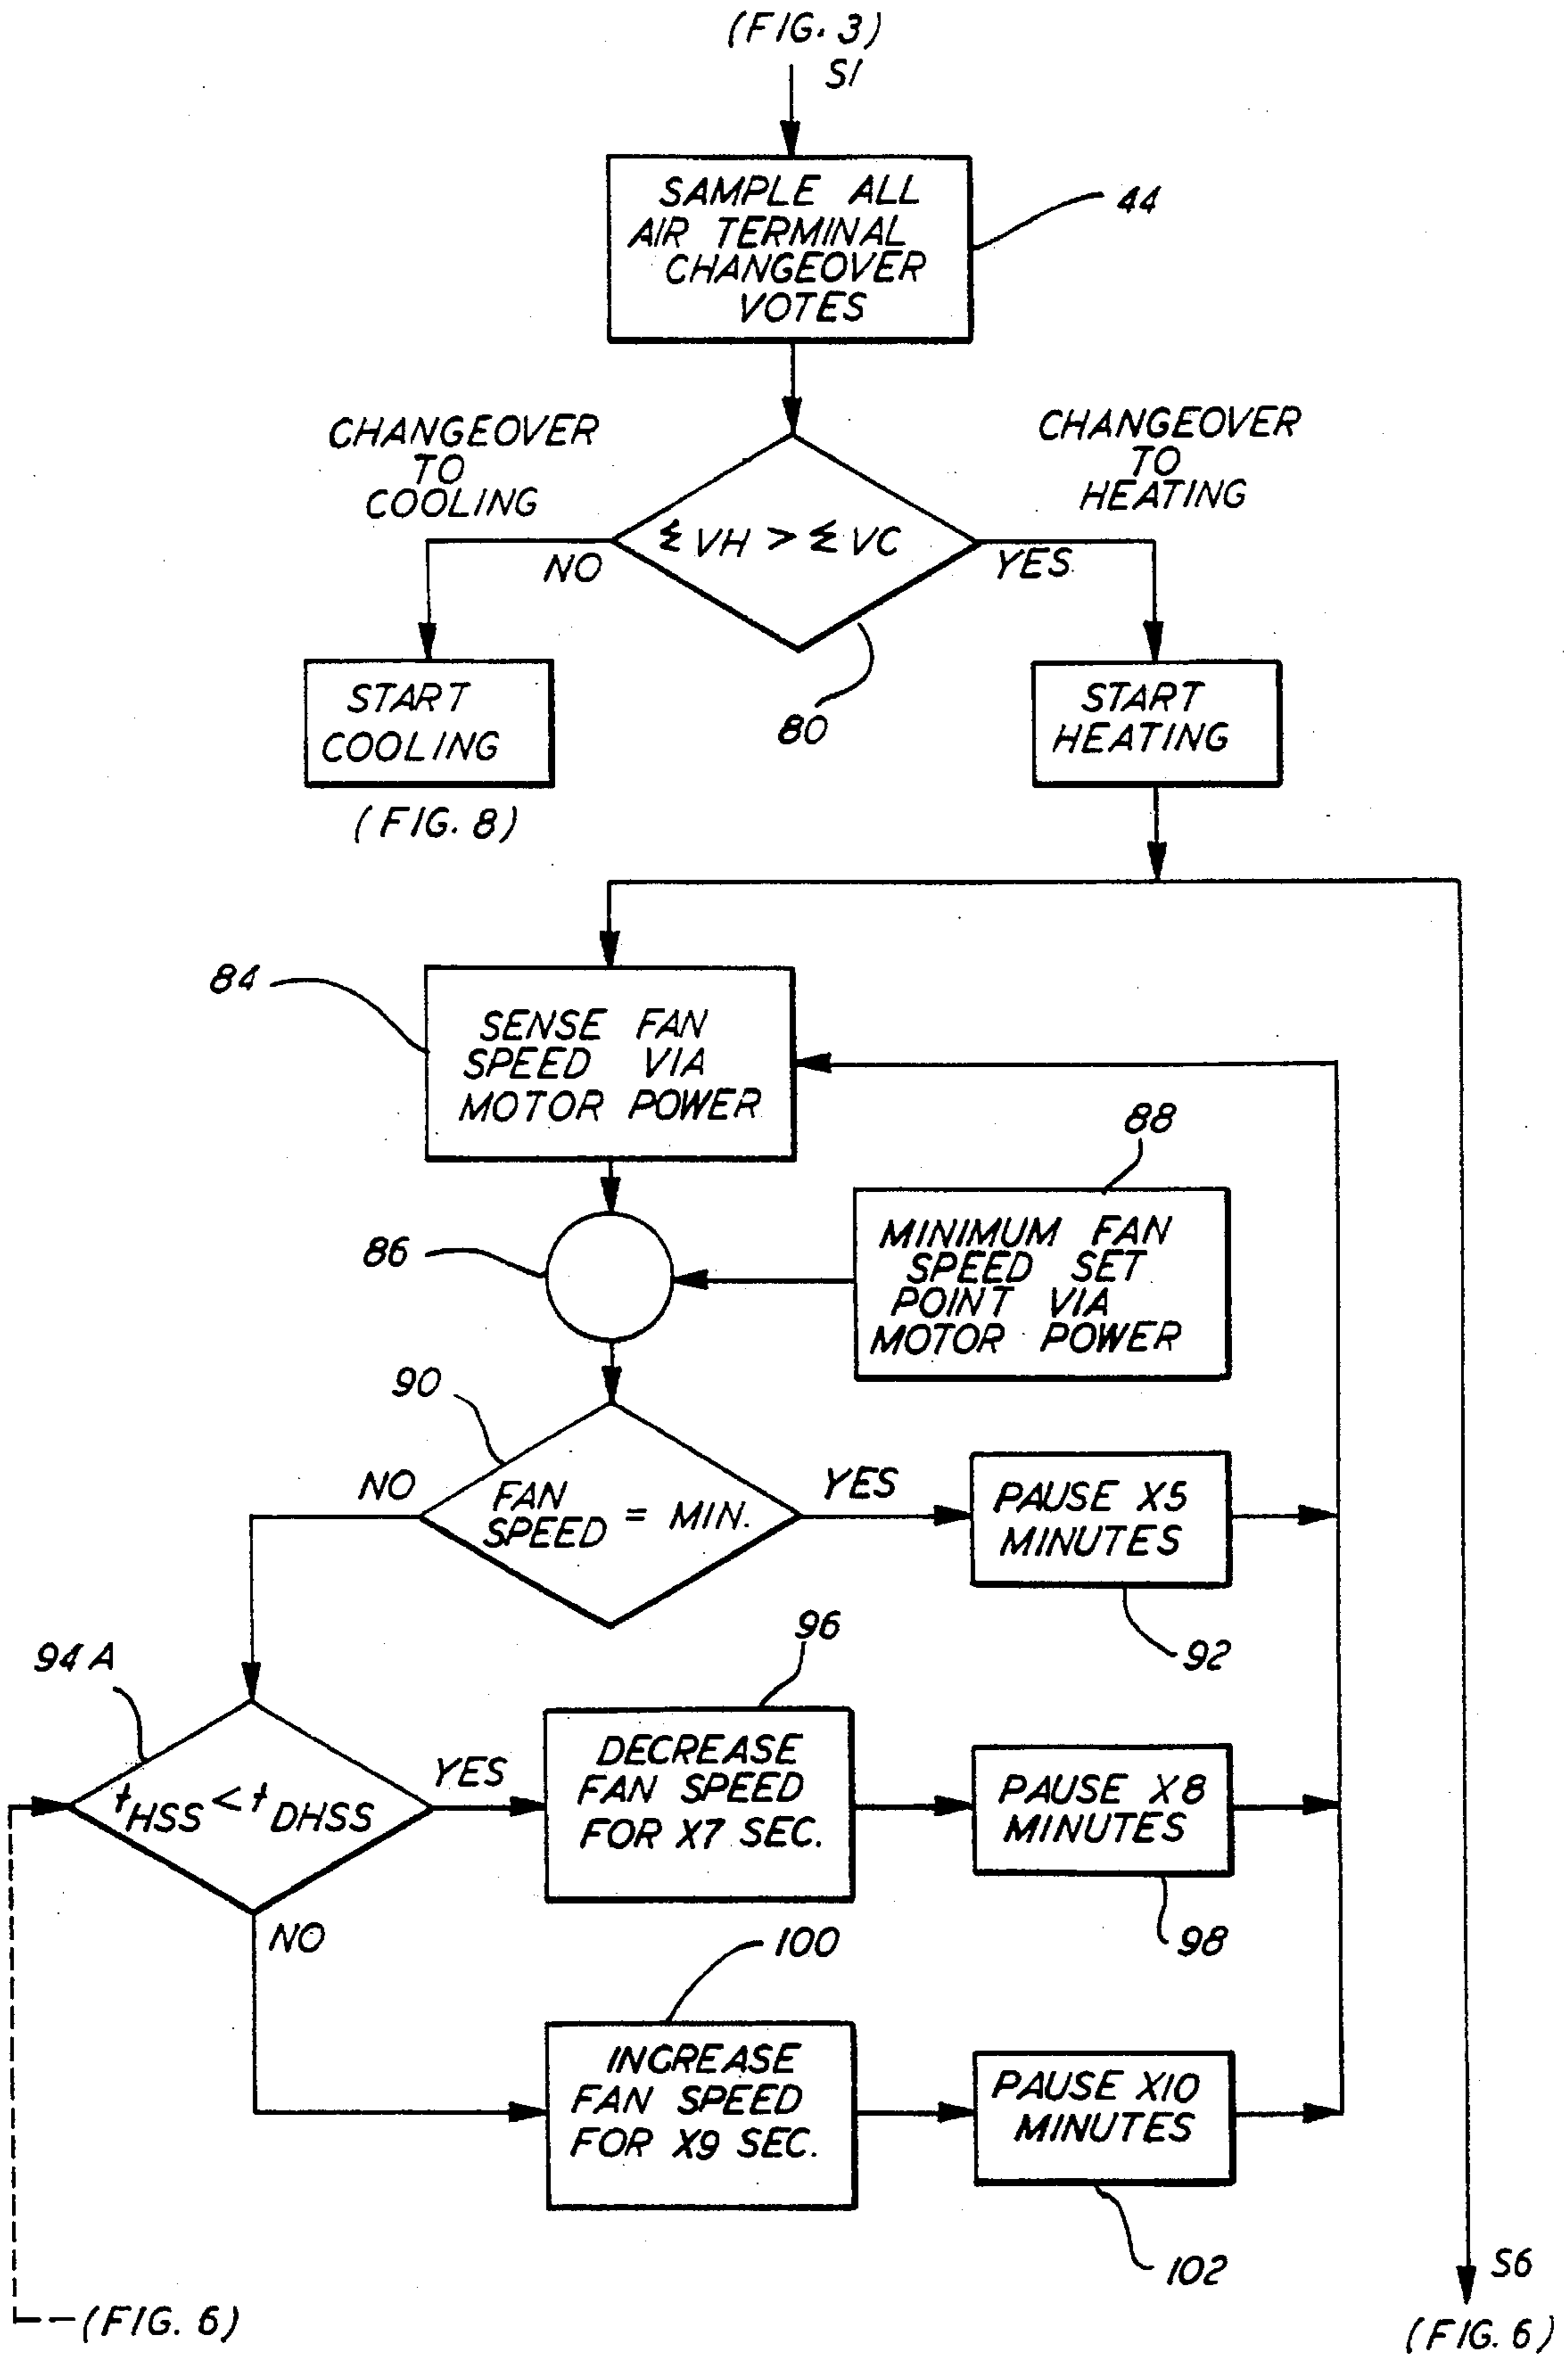 (FIG. 3)
S1
SAMPLE ALL
AIR TERMINAL
CHANGEOVER
VOTES
44
CHANGEOVER
TO
COOLING
CHANGEOVER
TO
HEATING
Σ VH > Σ VC
NO
YES
80
START
COOLING
START
HEATING
(FIG. 8)
84
SENSE FAN
SPEED VIA
MOTOR POWER
88
86
MINIMUM FAN
SPEED SET
POINT VIA
MOTOR POWER
90
NO
FAN
SPEED = MIN.
YES
PAUSE X5
MINUTES
92
94A
96
tHSS < tDHSS
YES
DECREASE
FAN SPEED
FOR X7 SEC.
PAUSE X8
MINUTES
98
NO
100
INCREASE
FAN SPEED
FOR X9 SEC.
PAUSE X10
MINUTES
102
S6
(FIG. 6)
(FIG. 6)